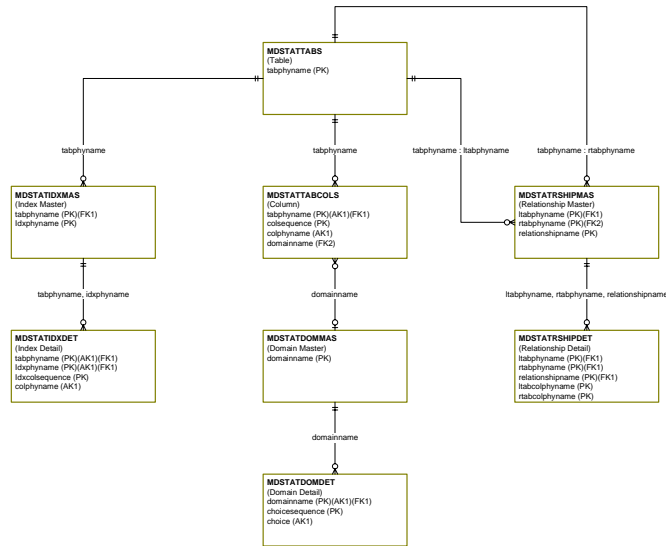 MDSTATTABS
(Table)
tabphyname (PK)
tabphyname
tabphyname
tabphyname : ltabphyname
tabphyname : rtabphyname
MDSTATIDXMAS
(Index Master)
tabphyname (PK)(FK1)
Idxphyname (PK)
MDSTATTABCOLS
(Column)
tabphyname (PK)(AK1)(FK1)
colsequence (PK)
colphyname (AK1)
domainname (FK2)
MDSTATRSHIPMAS
(Relationship Master)
ltabphyname (PK)(FK1)
rtabphyname (PK)(FK2)
relationshipname (PK)
tabphyname, idxphyname
domainname
ltabphyname, rtabphyname, relationshipname
MDSTATIDXDET
(Index Detail)
tabphyname (PK)(AK1)(FK1)
Idxphyname (PK)(AK1)(FK1)
Idxcolsequence (PK)
colphyname (AK1)
MDSTATDOMMAS
(Domain Master)
domainname (PK)
MDSTATRSHIPDET
(Relationship Detail)
ltabphyname (PK)(FK1)
rtabphyname (PK)(FK1)
relationshipname (PK)(FK1)
ltabcolphyname (PK)
rtabcolphyname (PK)
domainname
MDSTATDOMDET
(Domain Detail)
domainname (PK)(AK1)(FK1)
choicesequence (PK)
choice (AK1)